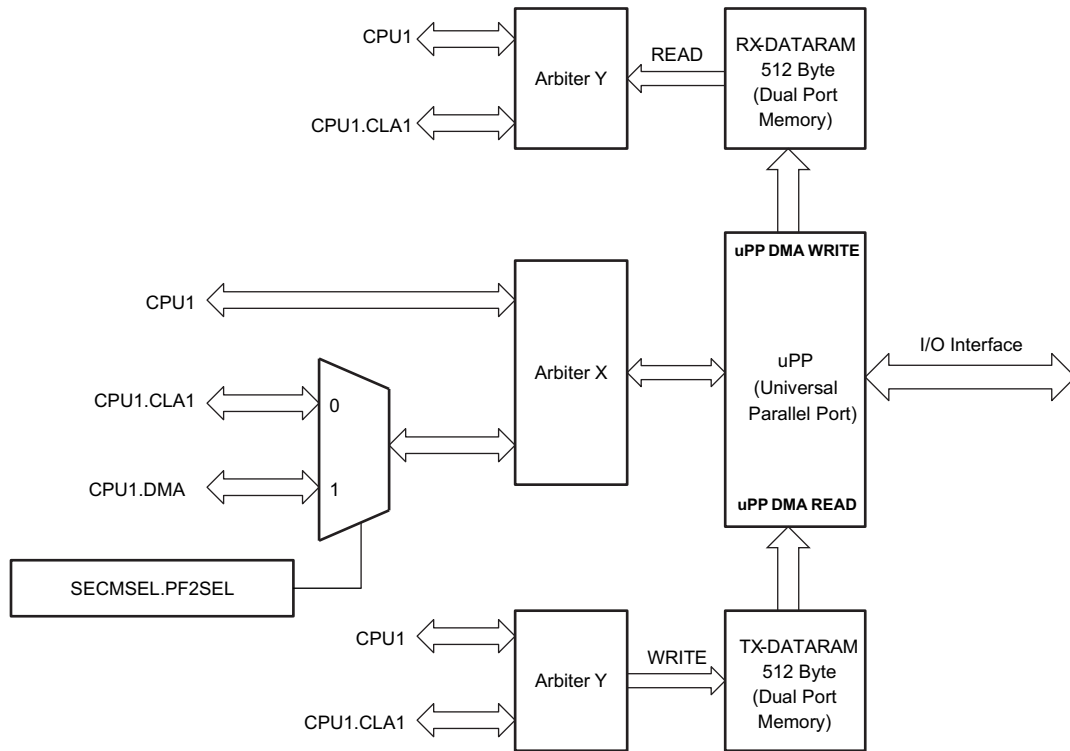 CPU1
CPU1.CLA1
Arbiter Y
READ
RX-DATARAM
512 Byte
(Dual Port
Memory)
CPU1
CPU1.CLA1
CPU1.DMA
0
1
SECMSEL.PF2SEL
Arbiter X
uPP DMA WRITE
uPP
(Universal
Parallel Port)
uPP DMA READ
I/O Interface
CPU1
CPU1.CLA1
Arbiter Y
WRITE
TX-DATARAM
512 Byte
(Dual Port
Memory)